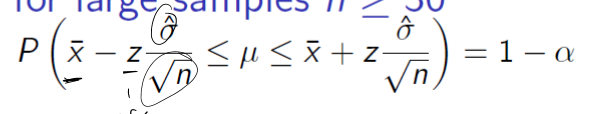 for large samples n ≥ 30
P ( x̄ − z σ̂/√n ≤ μ ≤ x̄ + z σ̂/√n ) = 1 − α